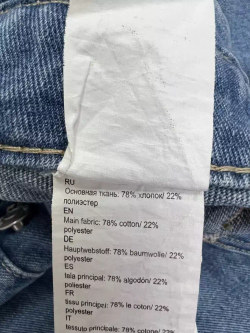 RU
Основная ткань: 78% хлопок/ 22%
полиэстер
EN
Main fabric: 78% cotton/ 22%
polyester
DE
Hauptwebstoff: 78% baumwolle/ 22%
polyester
ES
tela principal: 78% algodón/ 22%
poliester
FR
tissu principal: 78% le coton/ 22%
polyester
IT
tessuto principale: 78% cotone/ 22%